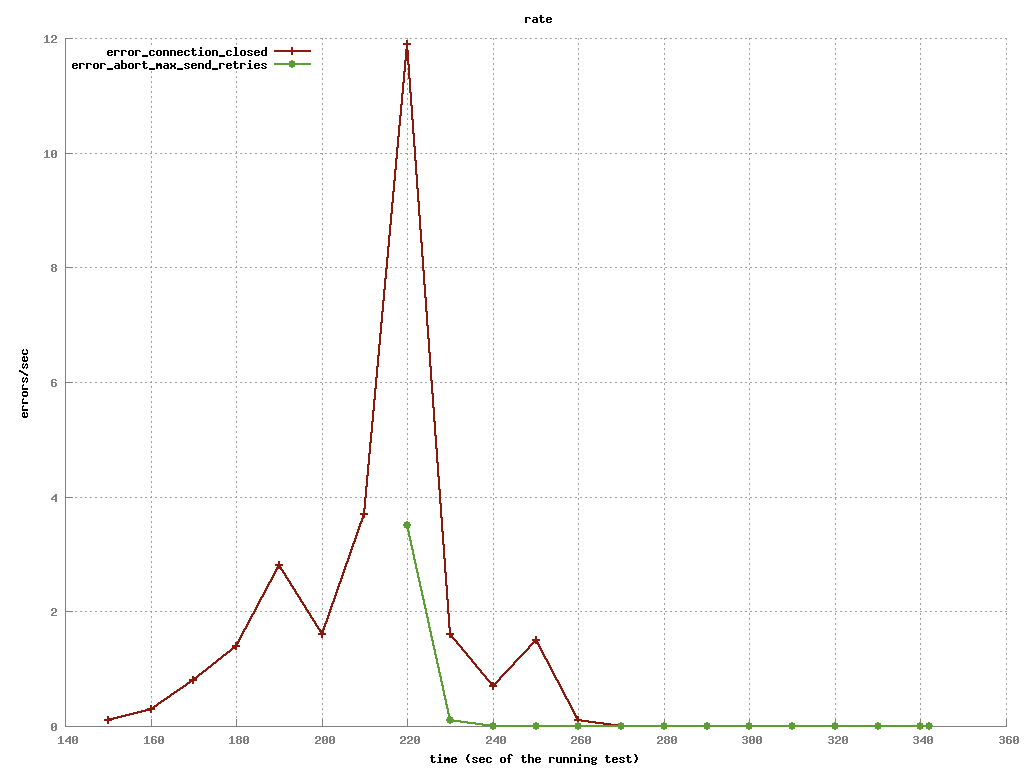 rate
error_connection_closed
error_abort_max_send_retries
12
10
8
6
4
2
0
errors/sec
140 160 180 200 220 240 260 280 300 320 340 360
time (sec of the running test)